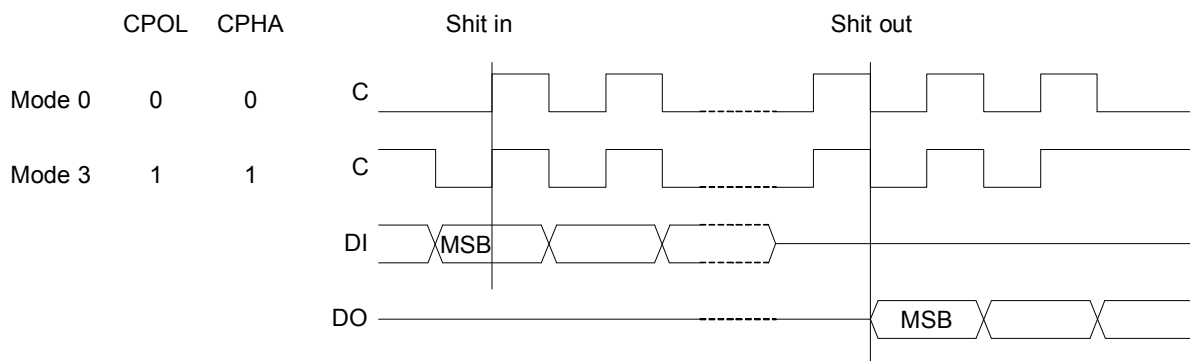 CPOL CPHA Shit in Shit out
Mode 0 0 0 C
Mode 3 1 1 C
DI MSB
DO MSB